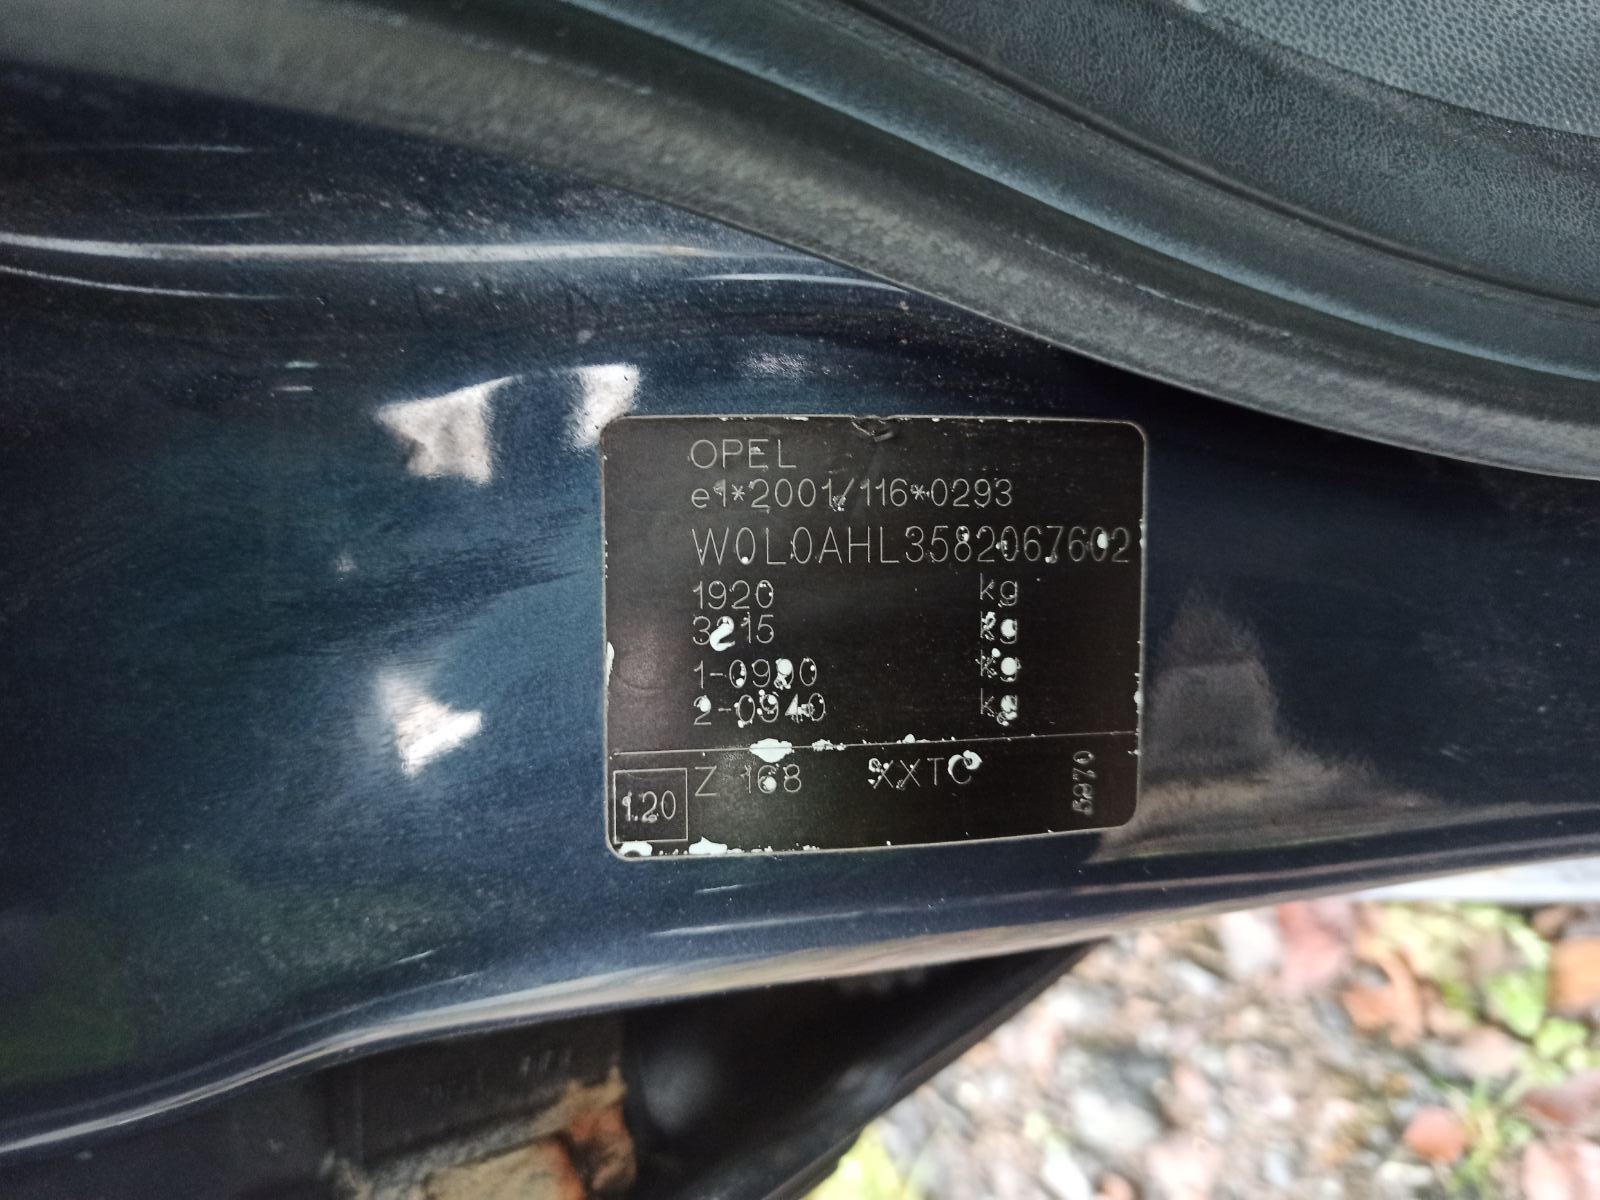 OPEL
e1*2001/116*0293
W0L0AHL3582067602
1920 kg
3215 kg
1- kg
2-0940 kg
Z 168 XXTC
1.20
5870